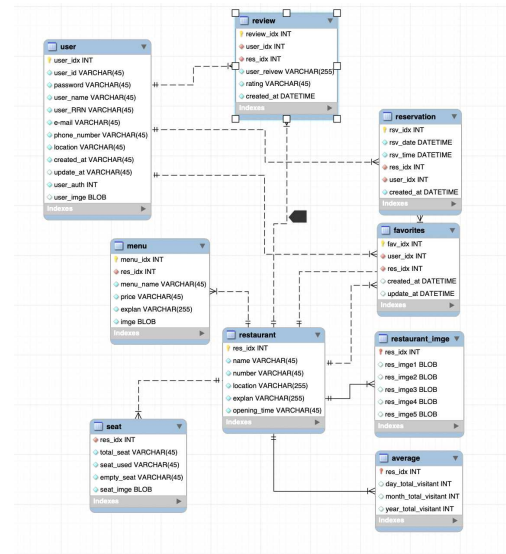 user
user_idx INT
user_id VARCHAR(45)
password VARCHAR(45)
user_name VARCHAR(45)
user_RRN VARCHAR(45)
e-mail VARCHAR(45)
phone_number VARCHAR(45)
location VARCHAR(45)
created_at VARCHAR(45)
update_at VARCHAR(45)
user_auth INT
user_imge BLOB
Indexes
review
review_idx INT
user_idx INT
res_idx INT
user_reivew VARCHAR(255)
rating VARCHAR(45)
created_at DATETIME
Indexes
reservation
rsv_idx INT
rsv_date DATETIME
rsv_time DATETIME
res_idx INT
user_idx INT
created_at DATETIME
Indexes
favorites
fav_idx INT
user_idx INT
res_idx INT
created_at DATETIME
update_at DATETIME
Indexes
menu
menu_idx INT
res_idx INT
menu_name VARCHAR(45)
price VARCHAR(45)
explan VARCHAR(255)
imge BLOB
Indexes
restaurant
res_idx INT
name VARCHAR(45)
number VARCHAR(45)
location VARCHAR(255)
explan VARCHAR(255)
opening_time VARCHAR(45)
Indexes
restaurant_imge
res_idx INT
res_imge1 BLOB
res_imge2 BLOB
res_imge3 BLOB
res_imge4 BLOB
res_imge5 BLOB
Indexes
seat
res_idx INT
total_seat VARCHAR(45)
seat_used VARCHAR(45)
empty_seat VARCHAR(45)
seat_imge BLOB
Indexes
average
res_idx INT
day_total_visitant INT
month_total_visitant INT
year_total_visitant INT
Indexes